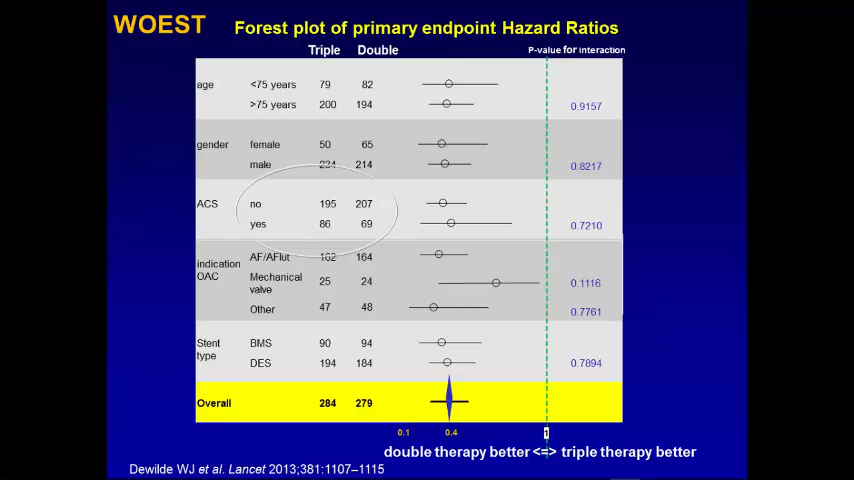 WOEST Forest plot of primary endpoint Hazard Ratios
Triple Double P-value for interaction
age <75 years 79 82
>75 years 200 194 0.9157
gender female 50 65
male 234 214 0.8217
ACS no 195 207
yes 86 69 0.7210
indication OAC AF/AFlut 162 164
Mechanical valve 25 24 0.1116
Other 47 48 0.7761
Stent type BMS 90 94
DES 194 184 0.7894
Overall 284 279
0.1 0.4 1
double therapy better <=> triple therapy better
Dewilde WJ et al. Lancet 2013;381:1107–1115